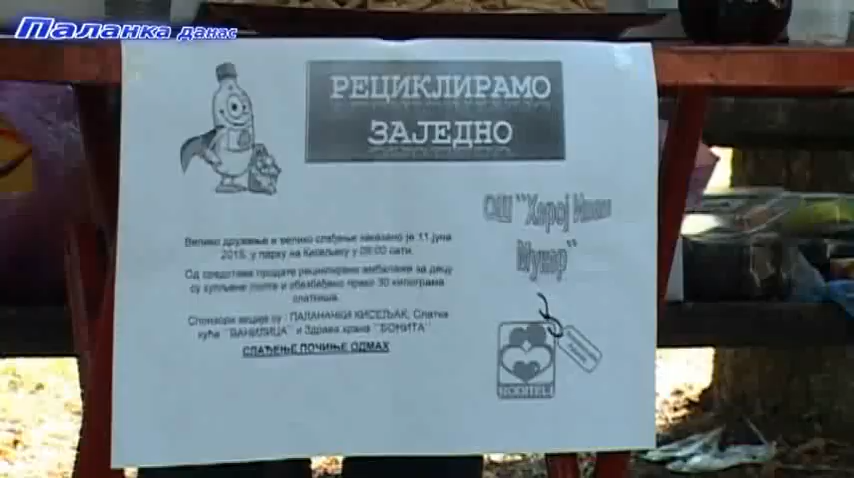 Паланка данас
РЕЦИКЛИРАМО
ЗАЈЕДНО
ОШ ``Херој Иван
Мукер``
Велико дружење и велико слађење заказано је 11.јуна
2015. у парку на Кисељаку у 09:00 сати.
Од средстава продате рециклиране амбалаже за децу
су купљене лопте и обезбеђено преко 30 килограма
слаткиша.
Спонзори акције су : ПАЛАНАЧКИ КИСЕЉАК, Слатка
кућа ``ВАНИЛИЦА`` и Здрава храна ``БОНИТА``
СЛАЂЕЊЕ ПОЧИЊЕ ОДМАХ